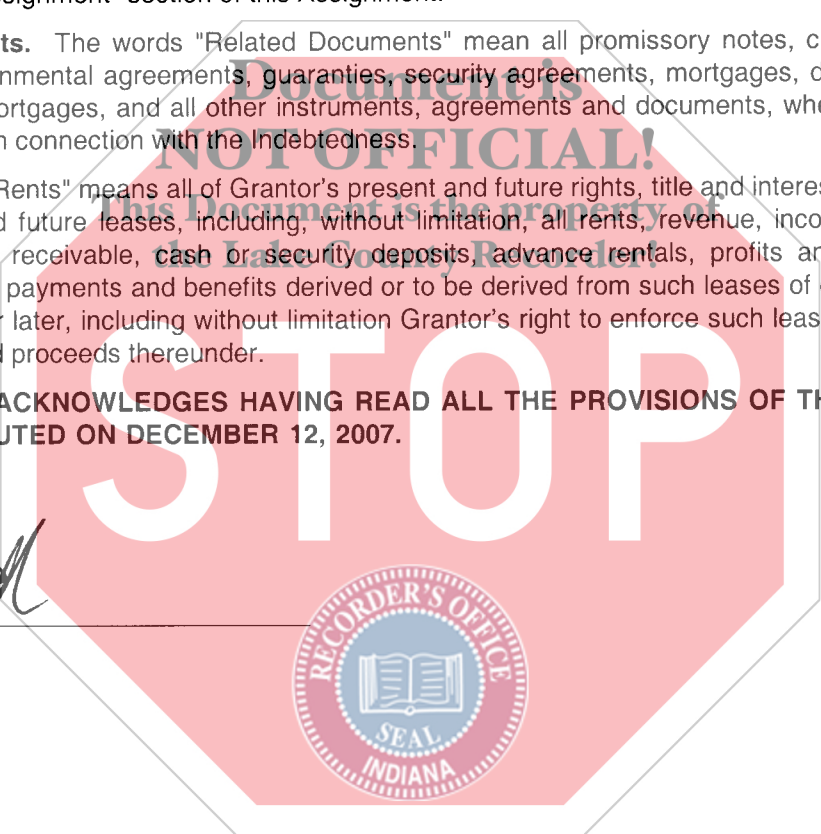 ssignment" section of this Assignment.
ts. The words "Related Documents" mean all promissory notes, c
nmental agreements, guaranties, security agreements, mortgages, d
ortgages, and all other instruments, agreements and documents, whe
n connection with the Indebtedness.
Rents" means all of Grantor's present and future rights, title and interes
d future leases, including, without limitation, all rents, revenue, inco
receivable, cash or security deposits, advance rentals, profits an
payments and benefits derived or to be derived from such leases of
r later, including without limitation Grantor's right to enforce such leas
d proceeds thereunder.
ACKNOWLEDGES HAVING READ ALL THE PROVISIONS OF TH
UTED ON DECEMBER 12, 2007.
Document is
NOT OFFICIAL!
This Document is the property of
the Lake County Recorder!
STOP
RECORDER'S OFFICE
SEAL
INDIANA